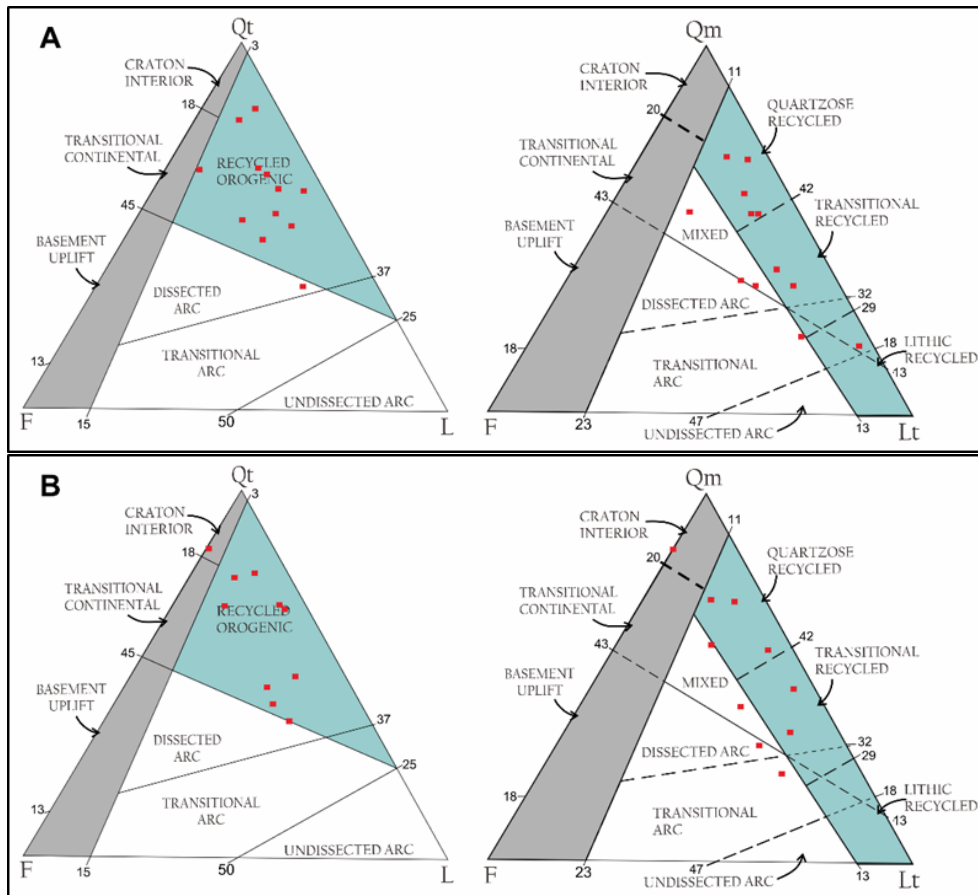 A
Qt
3
CRATON
INTERIOR
18
TRANSITIONAL
CONTINENTAL
RECYCLED
OROGENIC
45
BASEMENT
UPLIFT
37
DISSECTED
ARC
25
TRANSITIONAL
ARC
13
UNDISSECTED ARC
F
15
50
L
Qm
11
CRATON
INTERIOR
20
QUARTZOSE
RECYCLED
TRANSITIONAL
CONTINENTAL
43
42
TRANSITIONAL
RECYCLED
MIXED
BASEMENT
UPLIFT
DISSECTED ARC
32
29
18
TRANSITIONAL
ARC
18
LITHIC
RECYCLED
13
F
23
47
UNDISSECTED ARC
13
Lt
B
Qt
3
CRATON
INTERIOR
18
TRANSITIONAL
CONTINENTAL
RECYCLED
OROGENIC
45
BASEMENT
UPLIFT
37
DISSECTED
ARC
25
TRANSITIONAL
ARC
13
UNDISSECTED ARC
F
15
50
L
Qm
11
CRATON
INTERIOR
20
QUARTZOSE
RECYCLED
TRANSITIONAL
CONTINENTAL
43
42
TRANSITIONAL
RECYCLED
MIXED
BASEMENT
UPLIFT
DISSECTED ARC
32
29
18
TRANSITIONAL
ARC
18
LITHIC
RECYCLED
13
F
23
47
UNDISSECTED ARC
13
Lt